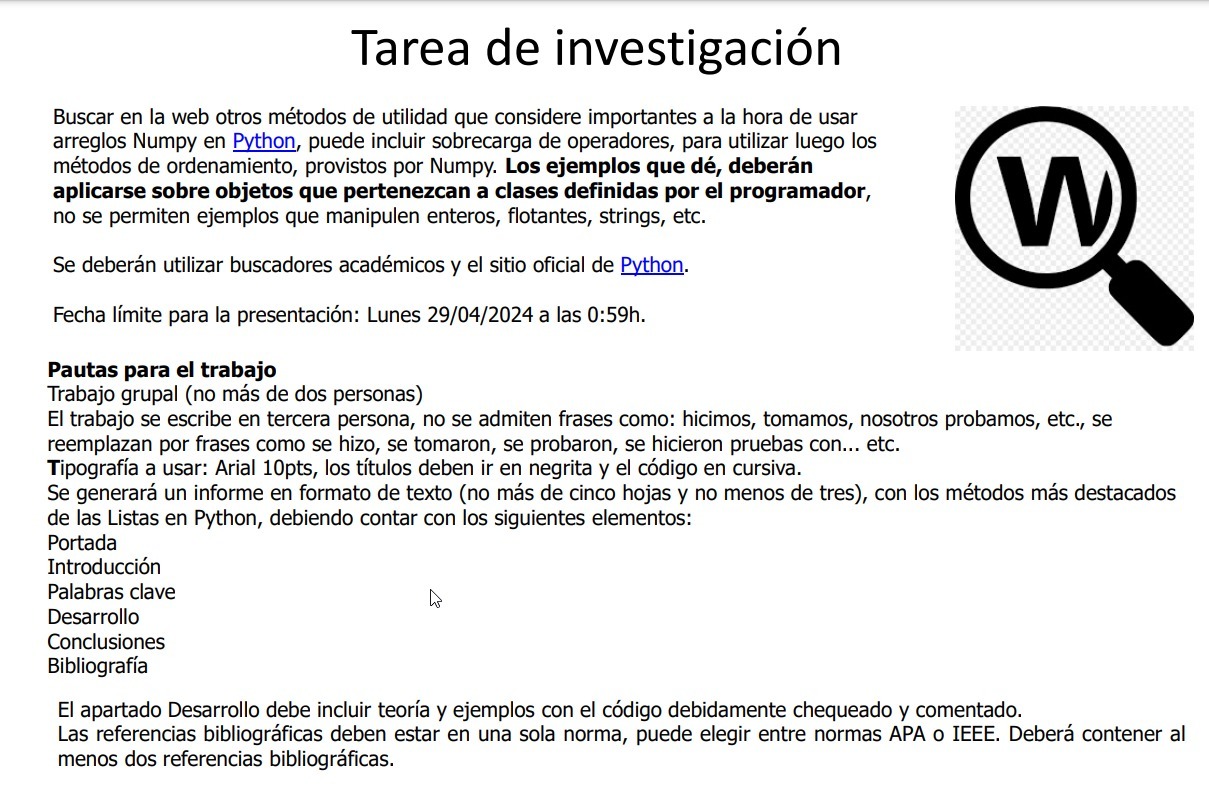 Tarea de investigación
Buscar en la web otros métodos de utilidad que considere importantes a la hora de usar
arreglos Numpy en Python, puede incluir sobrecarga de operadores, para utilizar luego los
métodos de ordenamiento, provistos por Numpy. Los ejemplos que dé, deberán
aplicarse sobre objetos que pertenezcan a clases definidas por el programador,
no se permiten ejemplos que manipulen enteros, flotantes, strings, etc.
W
Se deberán utilizar buscadores académicos y el sitio oficial de Python.
Fecha límite para la presentación: Lunes 29/04/2024 a las 0:59h.
Pautas para el trabajo
Trabajo grupal (no más de dos personas)
El trabajo se escribe en tercera persona, no se admiten frases como: hicimos, tomamos, nosotros probamos, etc., se
reemplazan por frases como se hizo, se tomaron, se probaron, se hicieron pruebas con... etc.
Tipografía a usar: Arial 10pts, los títulos deben ir en negrita y el código en cursiva.
Se generará un informe en formato de texto (no más de cinco hojas y no menos de tres), con los métodos más destacados
de las Listas en Python, debiendo contar con los siguientes elementos:
Portada
Introducción
Palabras clave
Desarrollo
Conclusiones
Bibliografía
El apartado Desarrollo debe incluir teoría y ejemplos con el código debidamente chequeado y comentado.
Las referencias bibliográficas deben estar en una sola norma, puede elegir entre normas APA o IEEE. Deberá contener al
menos dos referencias bibliográficas.